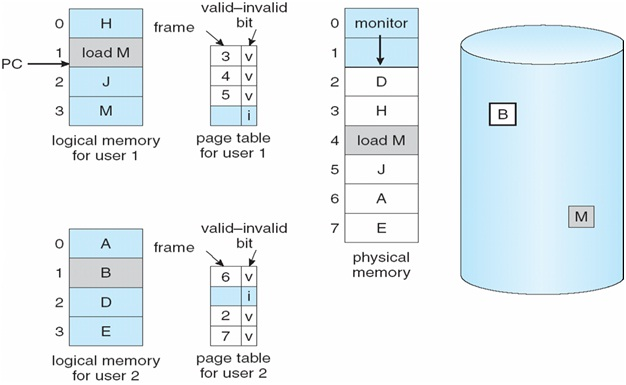 valid–invalid
bit
frame
0 H
1 load M
PC
2 J
3 M
logical memory
for user 1
3 v
4 v
5 v
i
page table
for user 1
0 monitor
1
2 D
3 H
4 load M
5 J
6 A
7 E
physical
memory
B
M
valid–invalid
bit
frame
0 A
1 B
2 D
3 E
logical memory
for user 2
6 v
i
2 v
7 v
page table
for user 2